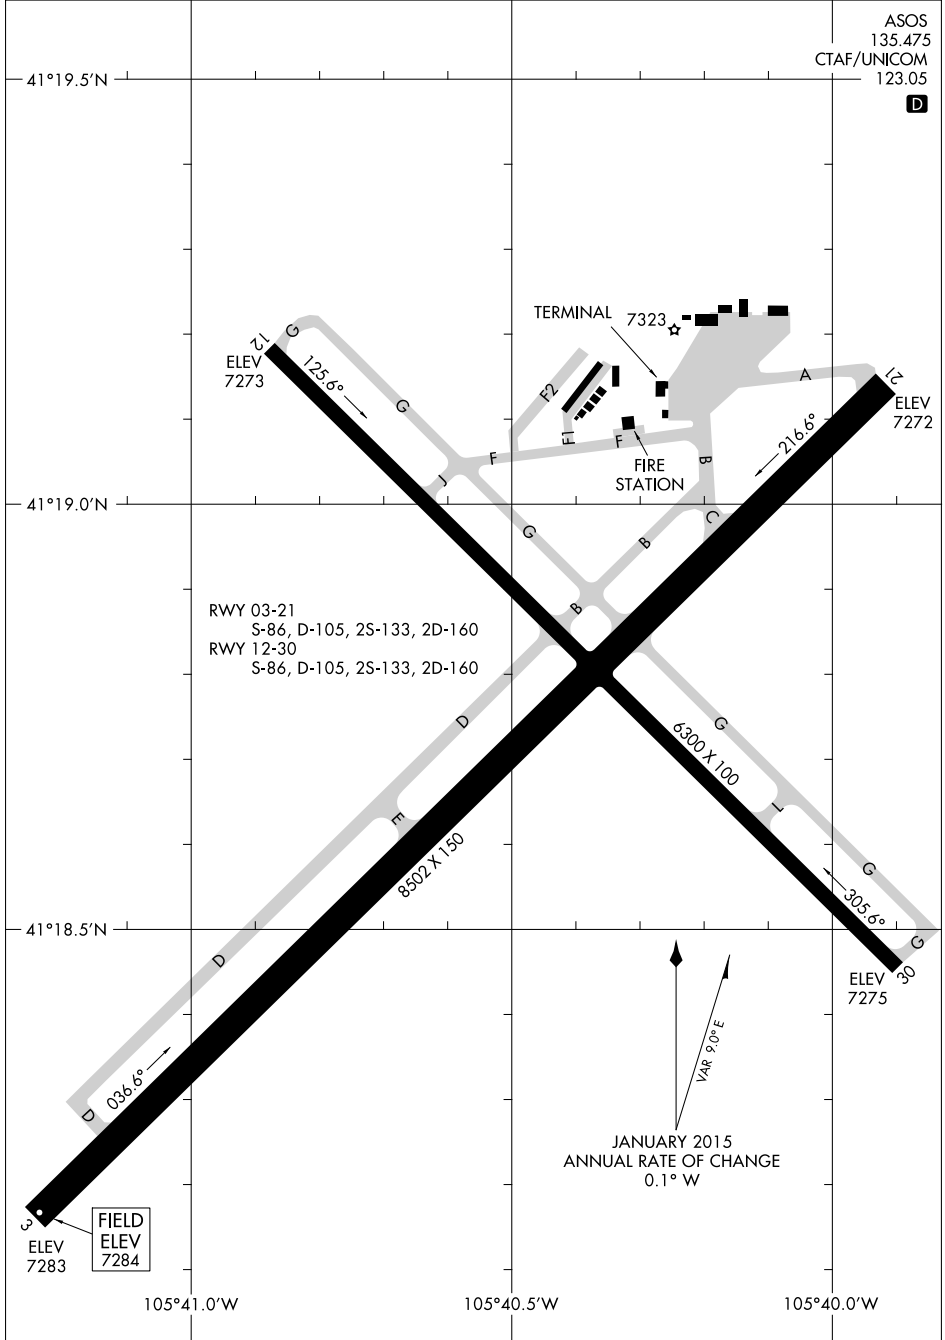 ASOS
135.475
CTAF/UNICOM
123.05
D
41°19.5'N
TERMINAL
7323
12
G
ELEV
7273
125.6°
G
F2
F1
F
F
FIRE
STATION
A
21
ELEV
7272
216.6°
B
J
41°19.0'N
C
G
B
B
RWY 03-21
S-86, D-105, 2S-133, 2D-160
RWY 12-30
S-86, D-105, 2S-133, 2D-160
D
G
6300 X 100
E
L
8502 X 150
G
305.6°
41°18.5'N
G
D
30
ELEV
7275
VAR 9.0° E
036.6°
D
JANUARY 2015
ANNUAL RATE OF CHANGE
0.1° W
3
FIELD
ELEV
7284
ELEV
7283
105°41.0'W
105°40.5'W
105°40.0'W